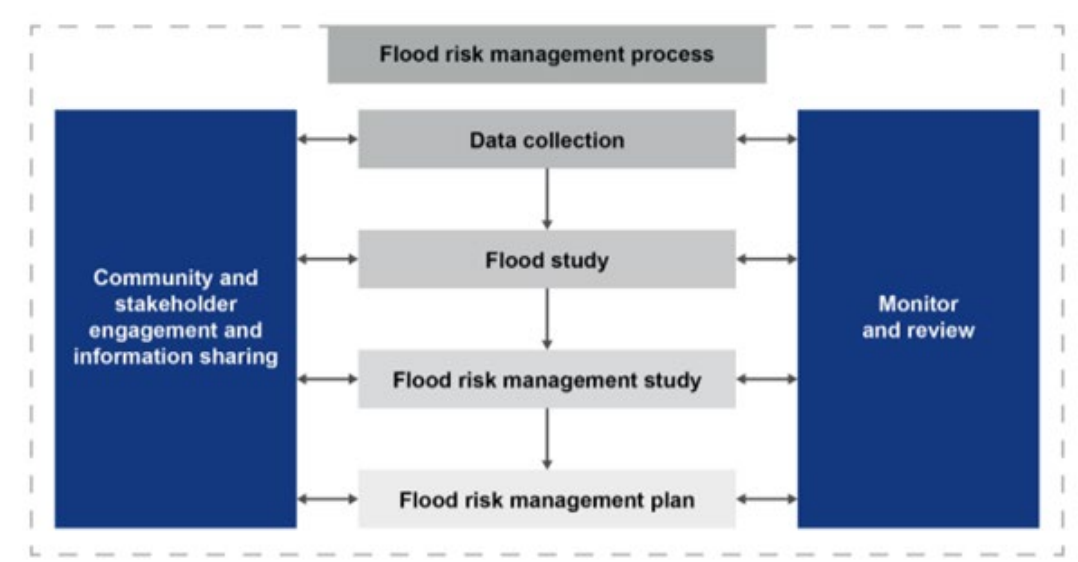 Flood risk management process
Data collection
Flood study
Community and
stakeholder
engagement and
information sharing
Monitor
and review
Flood risk management study
Flood risk management plan